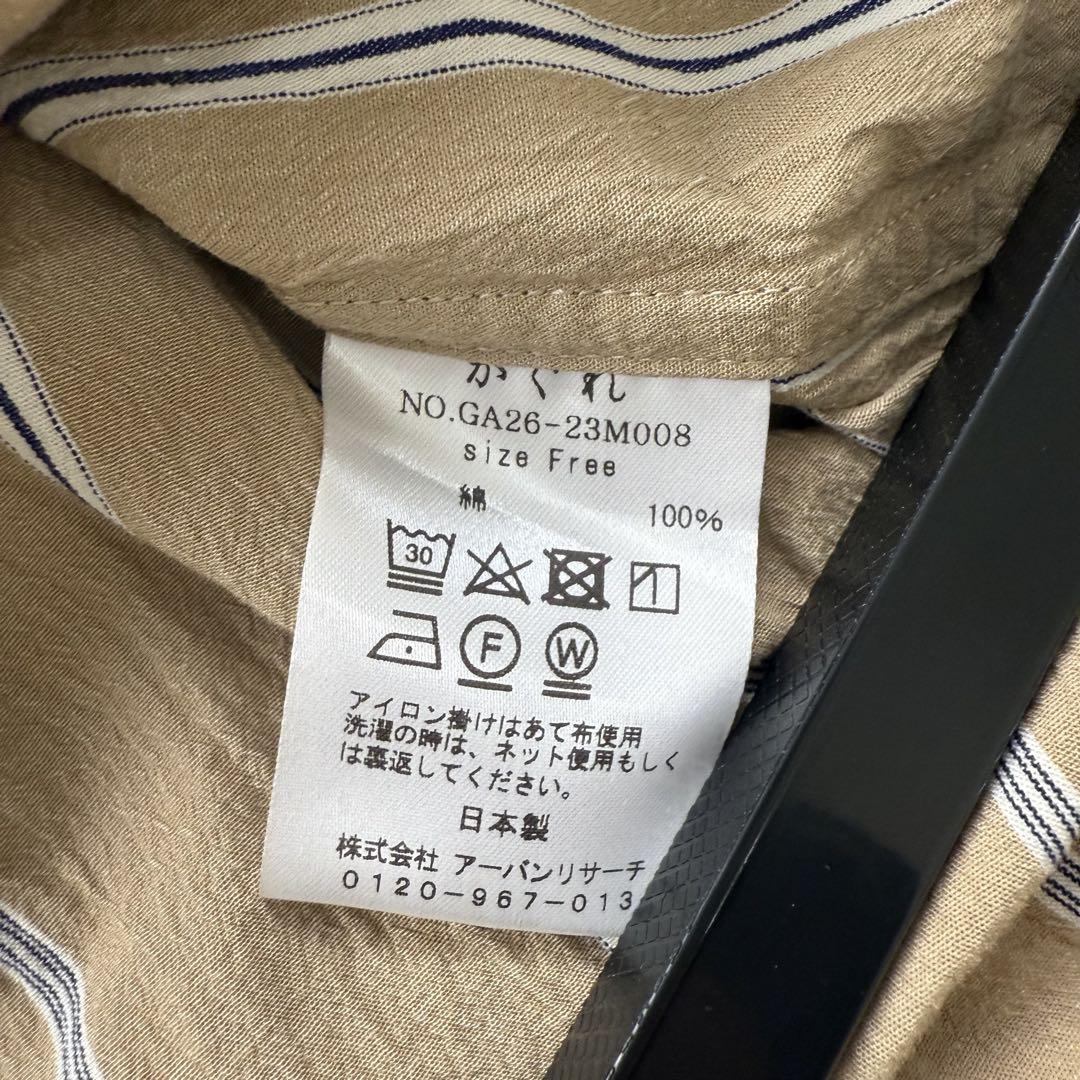 かぐれ
NO.GA26-23M008
size Free
綿 100%
30
F W
アイロン掛けはあて布使用
洗濯の時は、ネット使用もしく
は裏返してください。
日本製
株式会社 アーバンリサーチ
0120-967-013